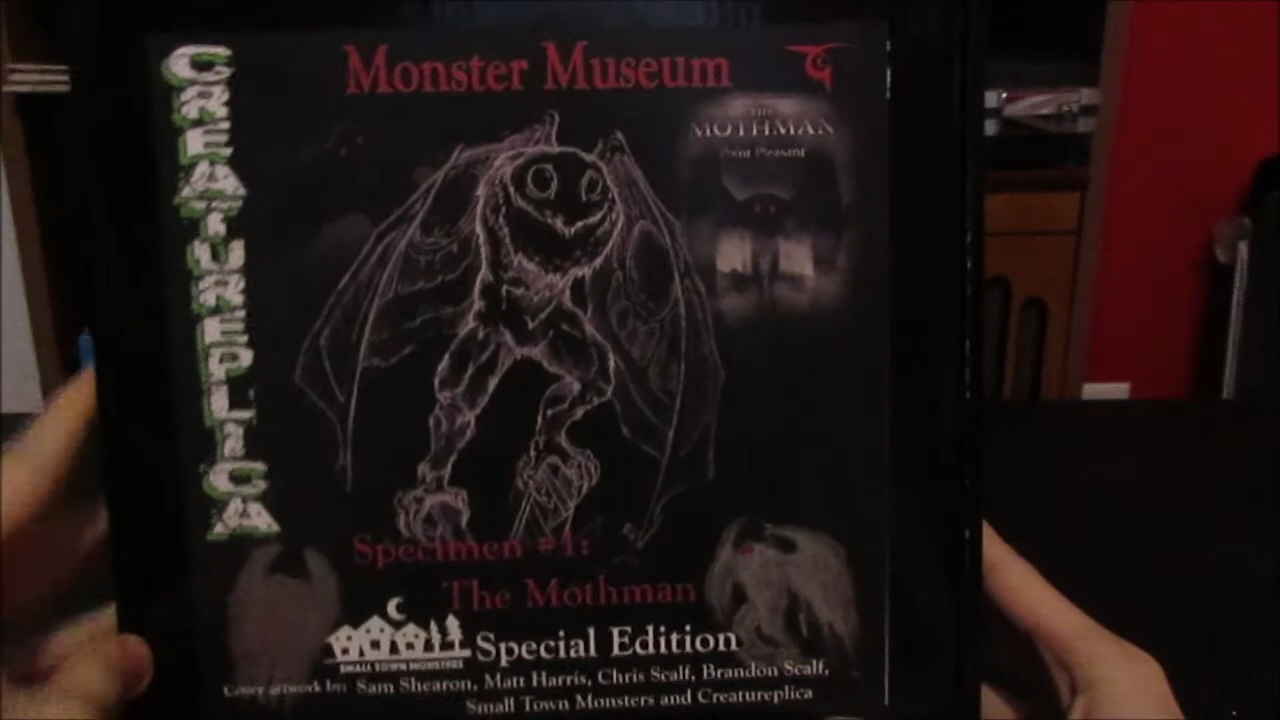 CREATUREPLICA
Monster Museum
THE
MOTHMAN
Point Pleasant
Specimen #1:
The Mothman
SMALL TOWN MONSTERS
Special Edition
Cover artwork by: Sam Shearon, Matt Harris, Chris Scalf, Brandon Scalf,
Small Town Monsters and Creatureplica